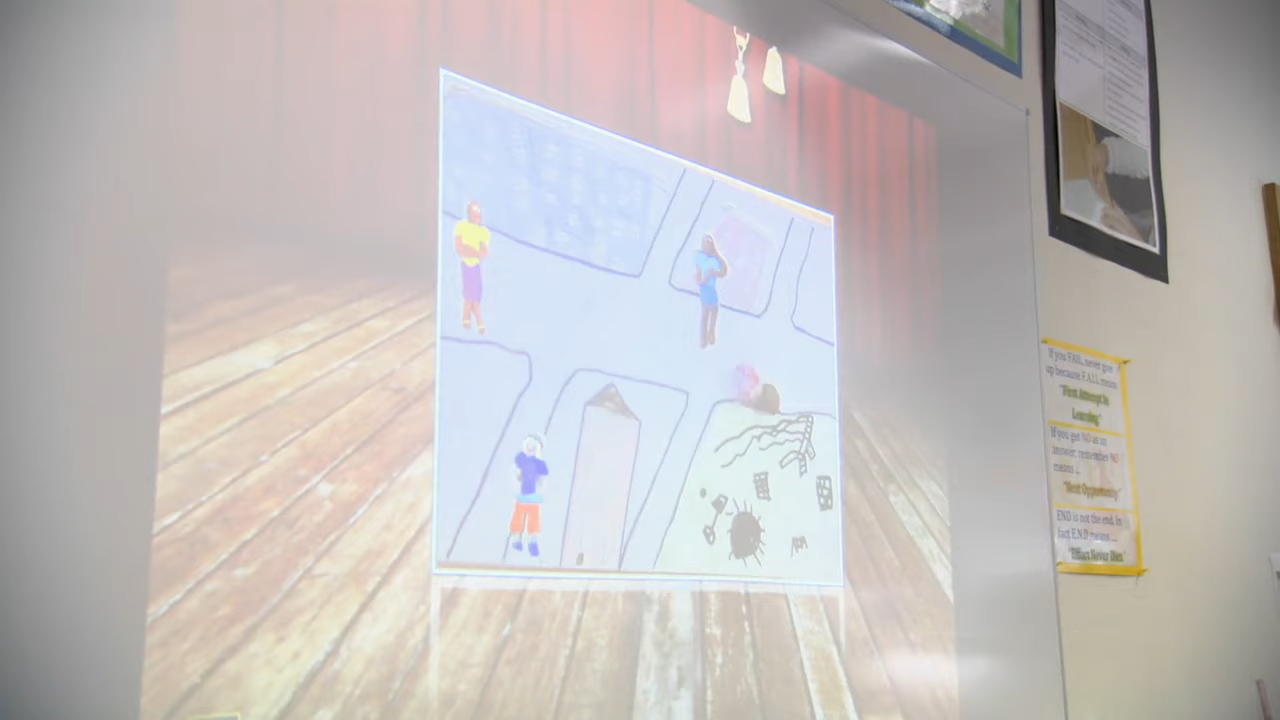 If you FAIL, never give
up because F.A.I.L. means
"First Attempt In
Learning"
If you get NO as an
answer, remember NO
means ...
"Next Opportunity"
END is not the end. In
fact E.N.D means ...
"Effort Never Dies"